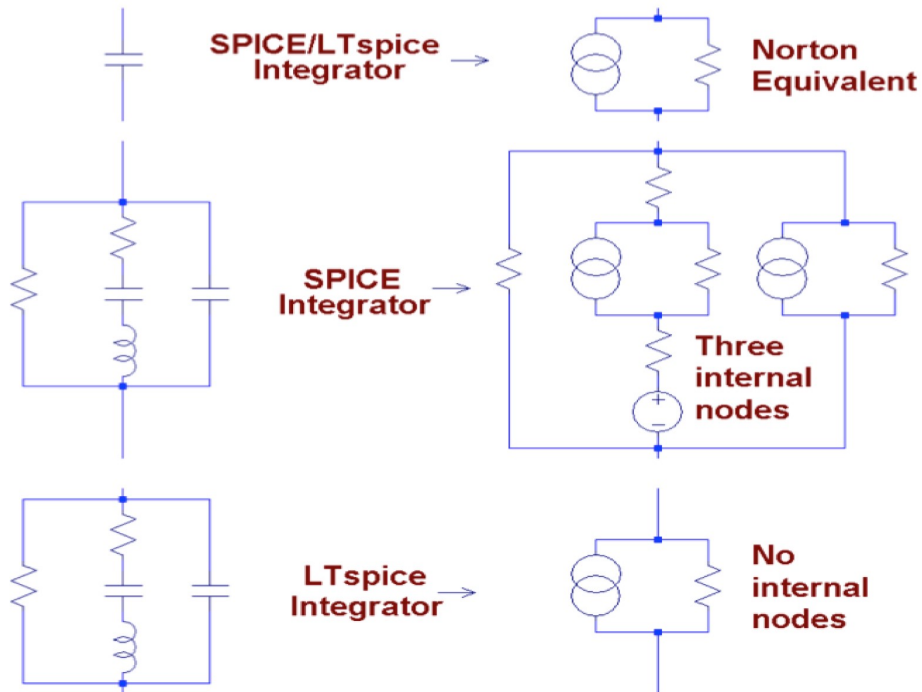 SPICE/LTspice
Integrator
Norton
Equivalent
SPICE
Integrator
Three
internal
nodes
LTspice
Integrator
No
internal
nodes